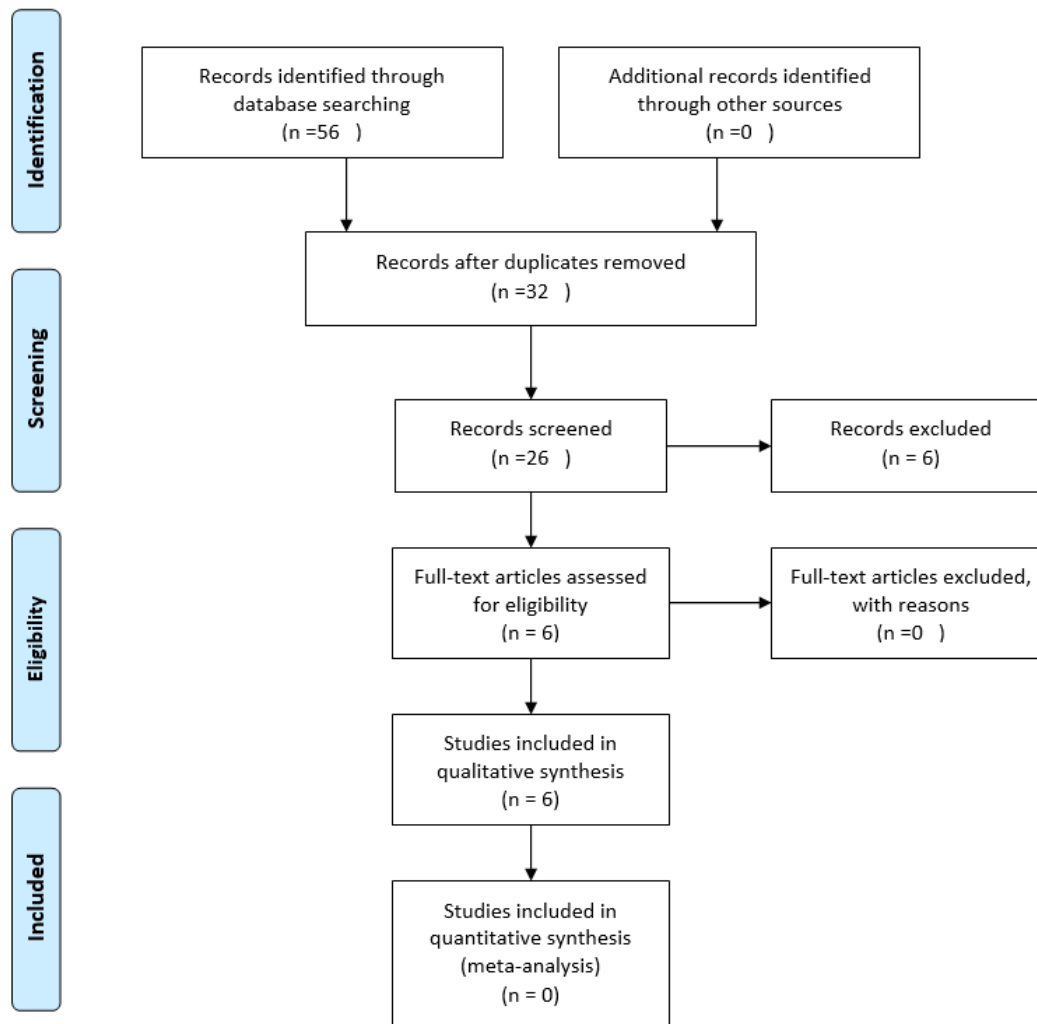 Identification
Records identified through
database searching
(n =56   )
Additional records identified
through other sources
(n =0   )
Records after duplicates removed
(n =32   )
Screening
Records screened
(n =26   )
Records excluded
(n = 6)
Eligibility
Full-text articles assessed
for eligibility
(n = 6)
Full-text articles excluded,
with reasons
(n =0   )
Studies included in
qualitative synthesis
(n = 6)
Included
Studies included in
quantitative synthesis
(meta-analysis)
(n = 0)